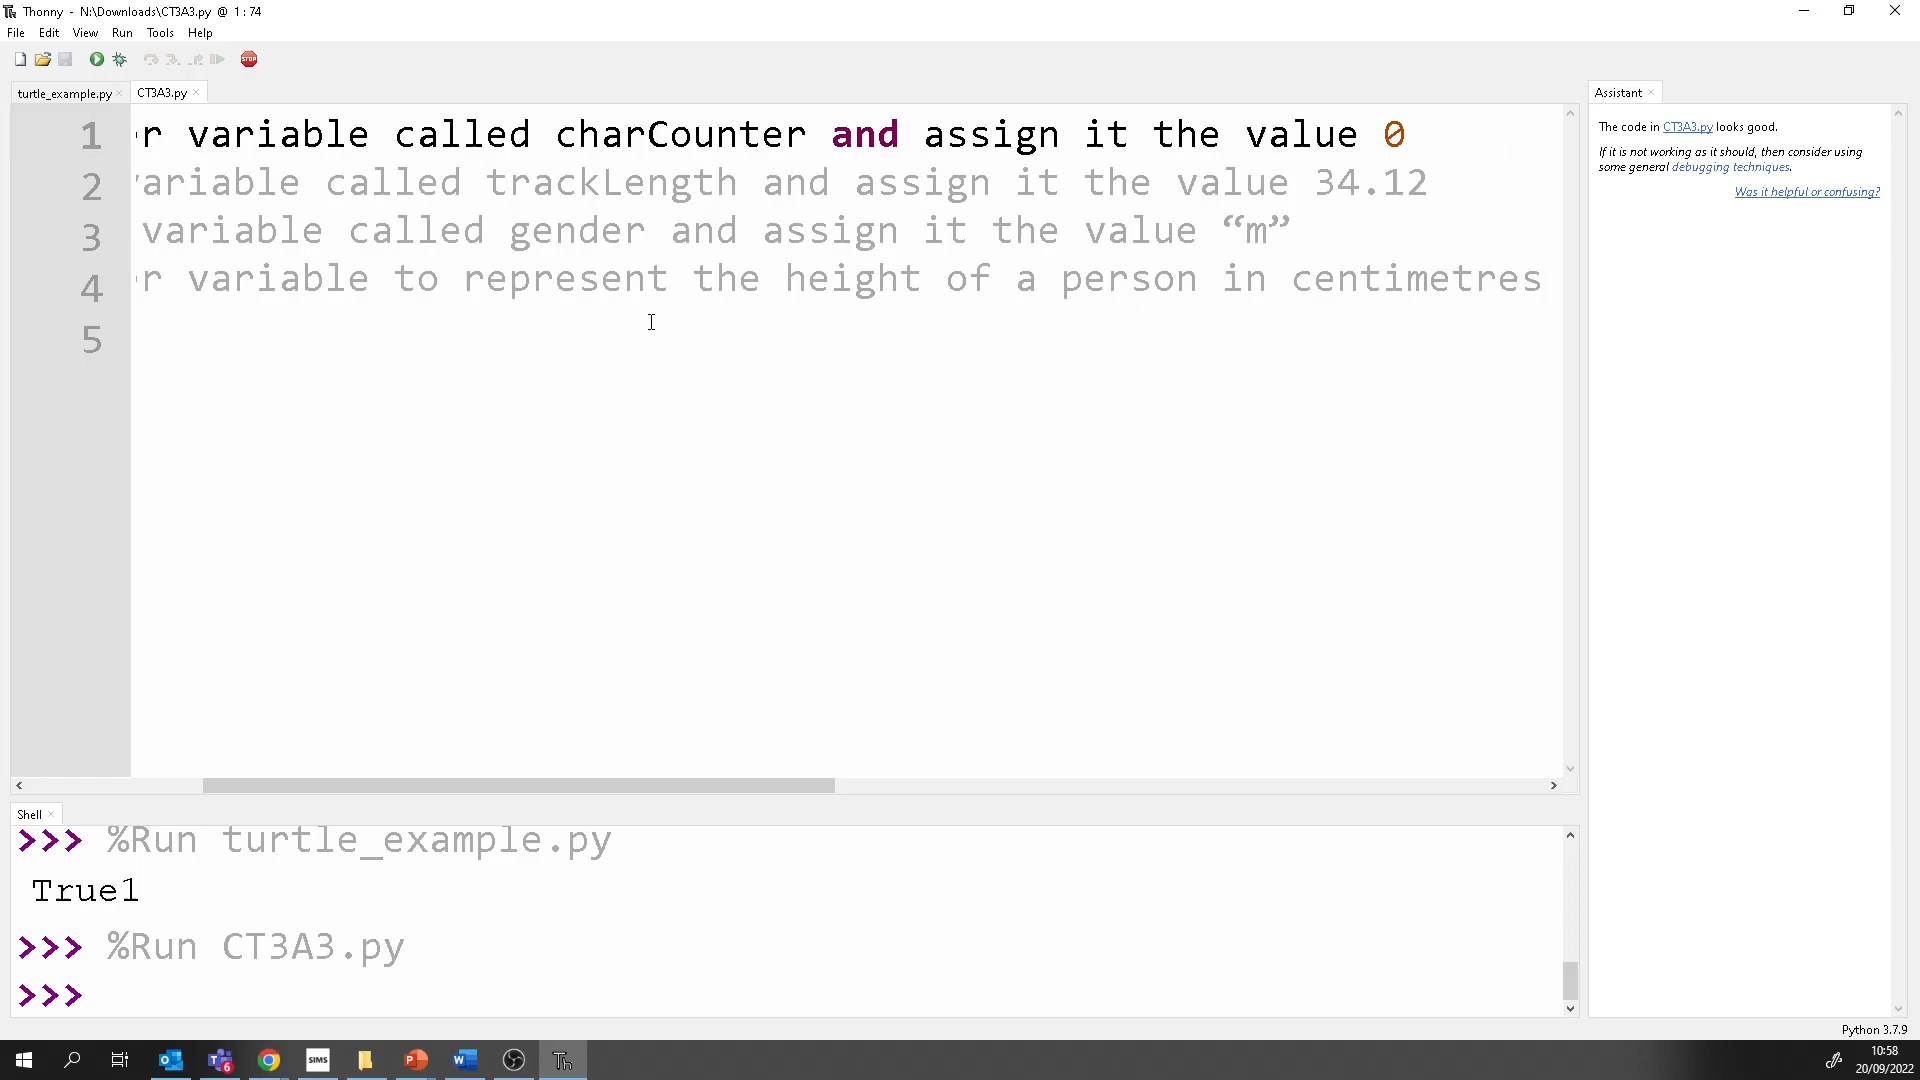 Thonny - N:\Downloads\CT3A3.py @ 1:74
File Edit View Run Tools Help
STOP
turtle_example.py × CT3A3.py ×
Assistant ×
1 r variable called charCounter and assign it the value 0
2 variable called trackLength and assign it the value 34.12
3 variable called gender and assign it the value “m”
4 r variable to represent the height of a person in centimetres
5
The code in CT3A3.py looks good.
If it is not working as it should, then consider using
some general debugging techniques.
Was it helpful or confusing?
Shell ×
>>> %Run turtle_example.py
True1
>>> %Run CT3A3.py
>>>
Python 3.7.9
6
SIMS
P
W
Th
10:58
20/09/2022